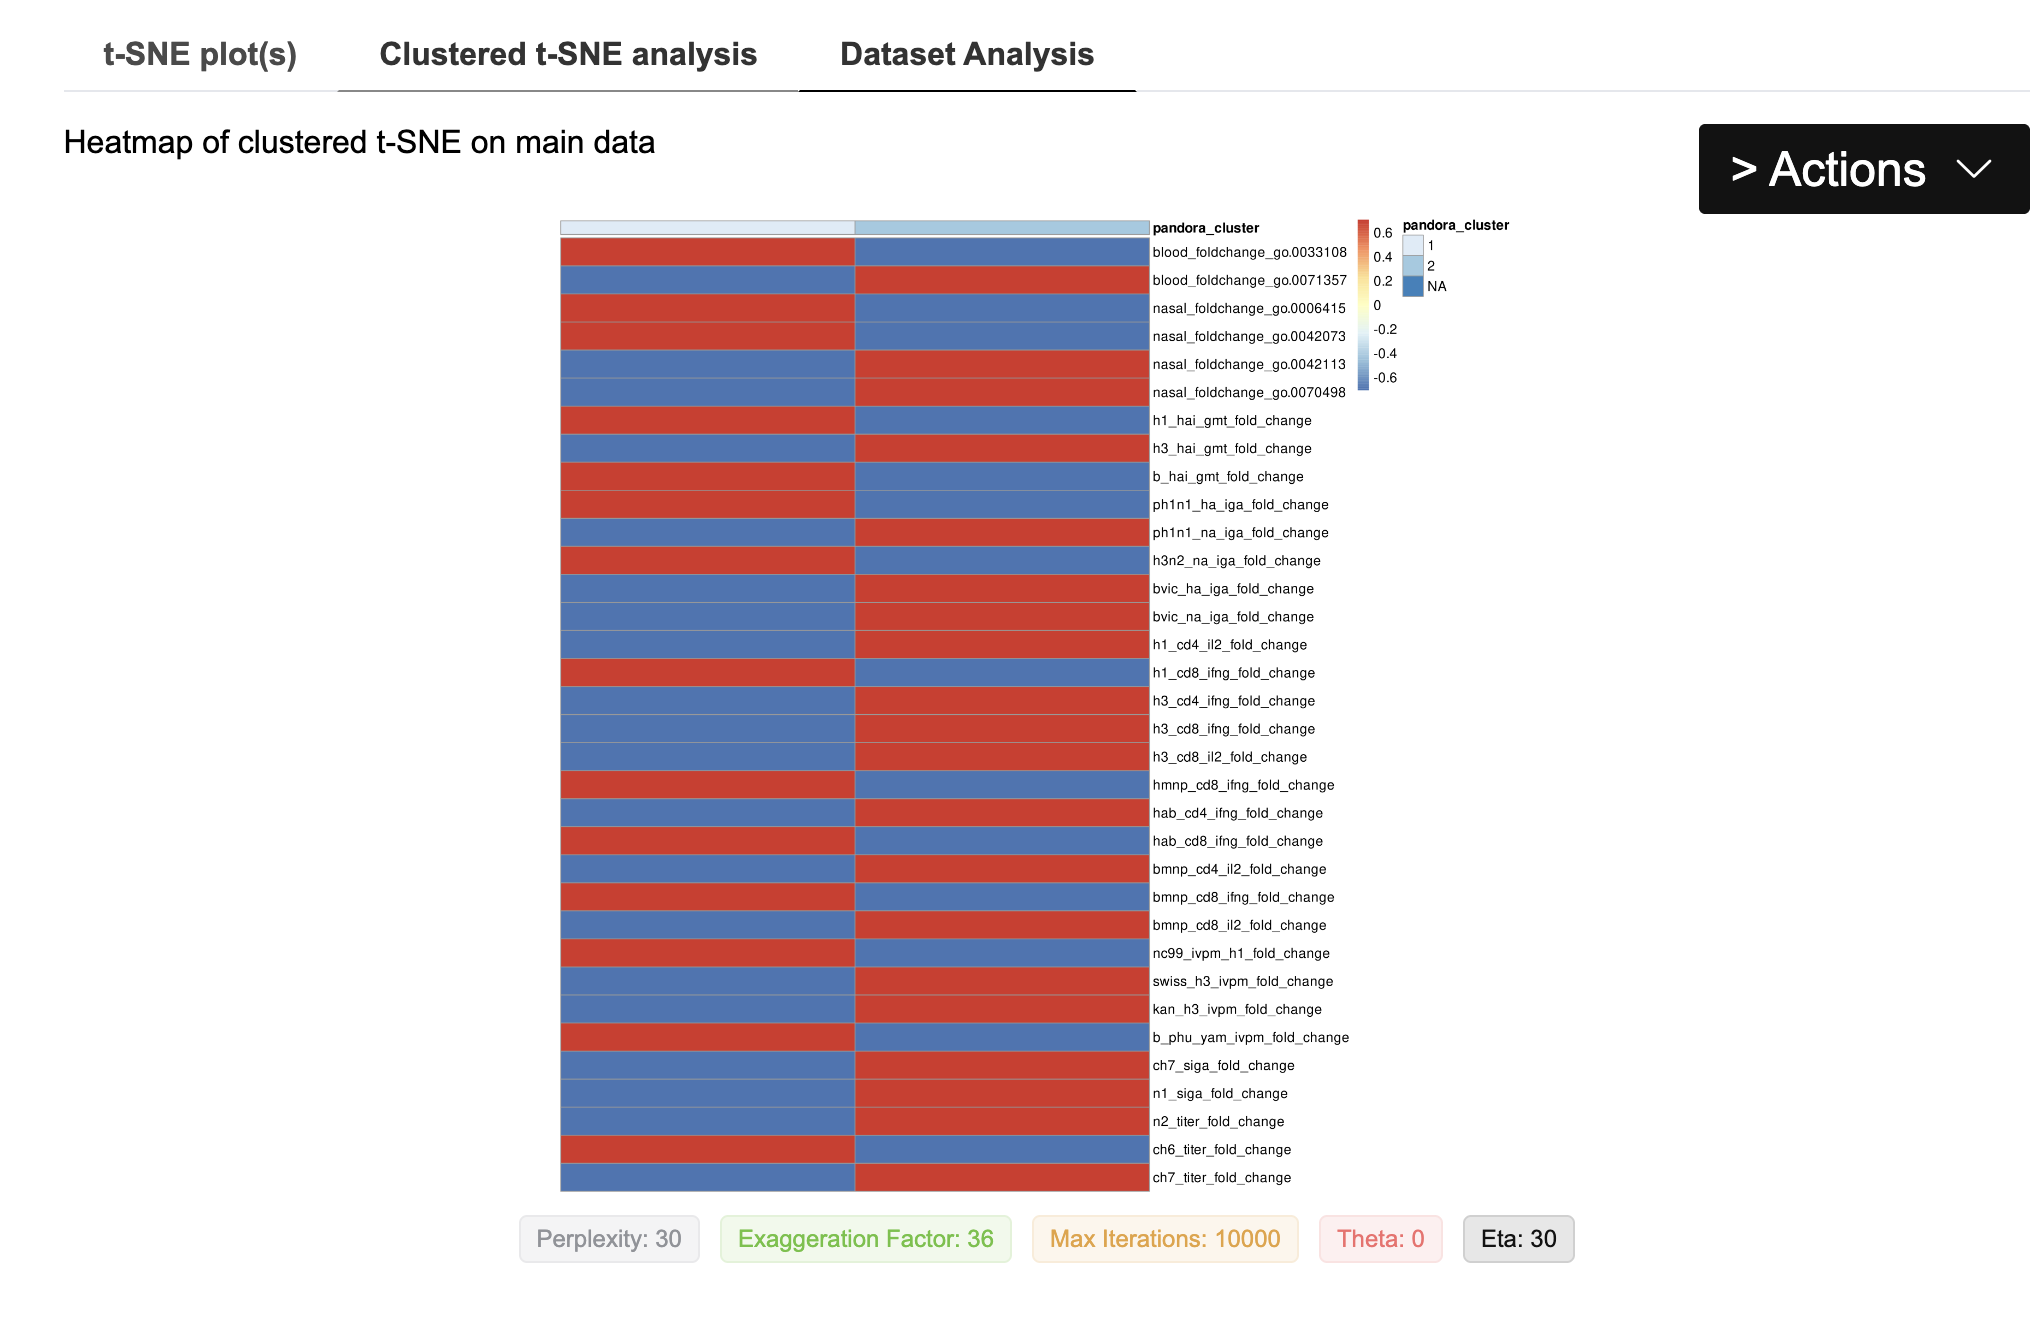 t-SNE plot(s) Clustered t-SNE analysis Dataset Analysis
Heatmap of clustered t-SNE on main data
> Actions
pandora_cluster
blood_foldchange_go.0033108
blood_foldchange_go.0071357
nasal_foldchange_go.0006415
nasal_foldchange_go.0042073
nasal_foldchange_go.0042113
nasal_foldchange_go.0070498
h1_hai_gmt_fold_change
h3_hai_gmt_fold_change
b_hai_gmt_fold_change
ph1n1_ha_iga_fold_change
ph1n1_na_iga_fold_change
h3n2_na_iga_fold_change
bvic_ha_iga_fold_change
bvic_na_iga_fold_change
h1_cd4_il2_fold_change
h1_cd8_ifng_fold_change
h3_cd4_ifng_fold_change
h3_cd8_ifng_fold_change
h3_cd8_il2_fold_change
hmnp_cd8_ifng_fold_change
hab_cd4_ifng_fold_change
hab_cd8_ifng_fold_change
bmnp_cd4_il2_fold_change
bmnp_cd8_ifng_fold_change
bmnp_cd8_il2_fold_change
nc99_ivpm_h1_fold_change
swiss_h3_ivpm_fold_change
kan_h3_ivpm_fold_change
b_phu_yam_ivpm_fold_change
ch7_siga_fold_change
n1_siga_fold_change
n2_titer_fold_change
ch6_titer_fold_change
ch7_titer_fold_change
0.6
0.4
0.2
0
-0.2
-0.4
-0.6
pandora_cluster
1
2
NA
Perplexity: 30 Exaggeration Factor: 36 Max Iterations: 10000 Theta: 0 Eta: 30